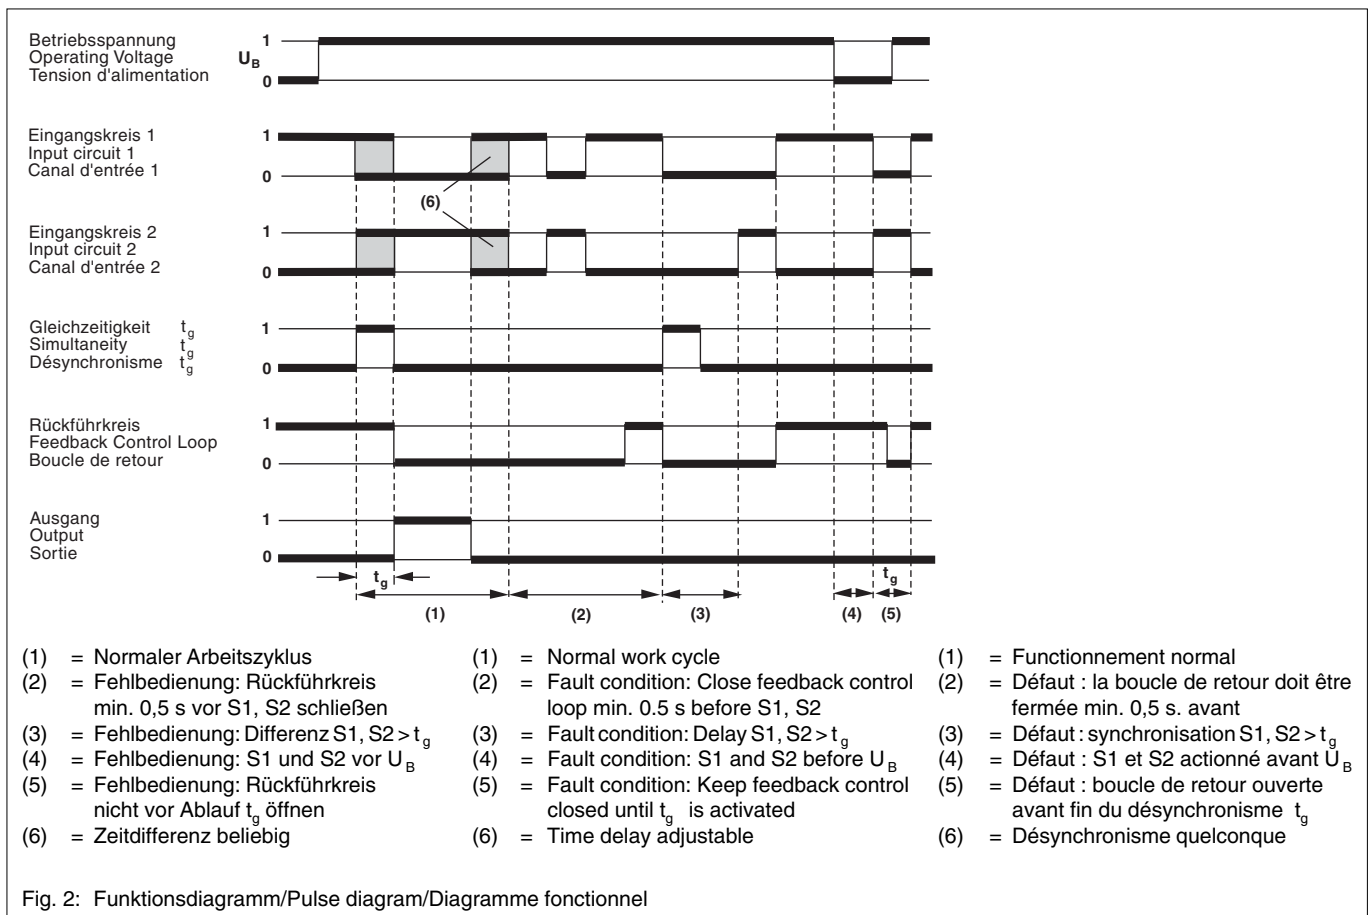 Betriebsspannung
Operating Voltage
Tension d'alimentation
U_B
1
0
Eingangskreis 1
Input circuit 1
Canal d'entrée 1
1
0
(6)
Eingangskreis 2
Input circuit 2
Canal d'entrée 2
1
0
Gleichzeitigkeit t_g
Simultaneity t_g
Désynchronisme t_g
1
0
Rückführkreis
Feedback Control Loop
Boucle de retour
1
0
Ausgang
Output
Sortie
1
0
t_g
t_g
(1) (2) (3) (4) (5)
(1) = Normaler Arbeitszyklus
(2) = Fehlbedienung: Rückführkreis
min. 0,5 s vor S1, S2 schließen
(3) = Fehlbedienung: Differenz S1, S2 > t_g
(4) = Fehlbedienung: S1 und S2 vor U_B
(5) = Fehlbedienung: Rückführkreis
nicht vor Ablauf t_g öffnen
(6) = Zeitdifferenz beliebig
(1) = Normal work cycle
(2) = Fault condition: Close feedback control
loop min. 0.5 s before S1, S2
(3) = Fault condition: Delay S1, S2 > t_g
(4) = Fault condition: S1 and S2 before U_B
(5) = Fault condition: Keep feedback control
closed until t_g is activated
(6) = Time delay adjustable
(1) = Functionnement normal
(2) = Défaut : la boucle de retour doit être
fermée min. 0,5 s. avant
(3) = Défaut : synchronisation S1, S2 > t_g
(4) = Défaut : S1 et S2 actionné avant U_B
(5) = Défaut : boucle de retour ouverte
avant fin du désynchronisme t_g
(6) = Désynchronisme quelconque
Fig. 2: Funktionsdiagramm/Pulse diagram/Diagramme fonctionnel